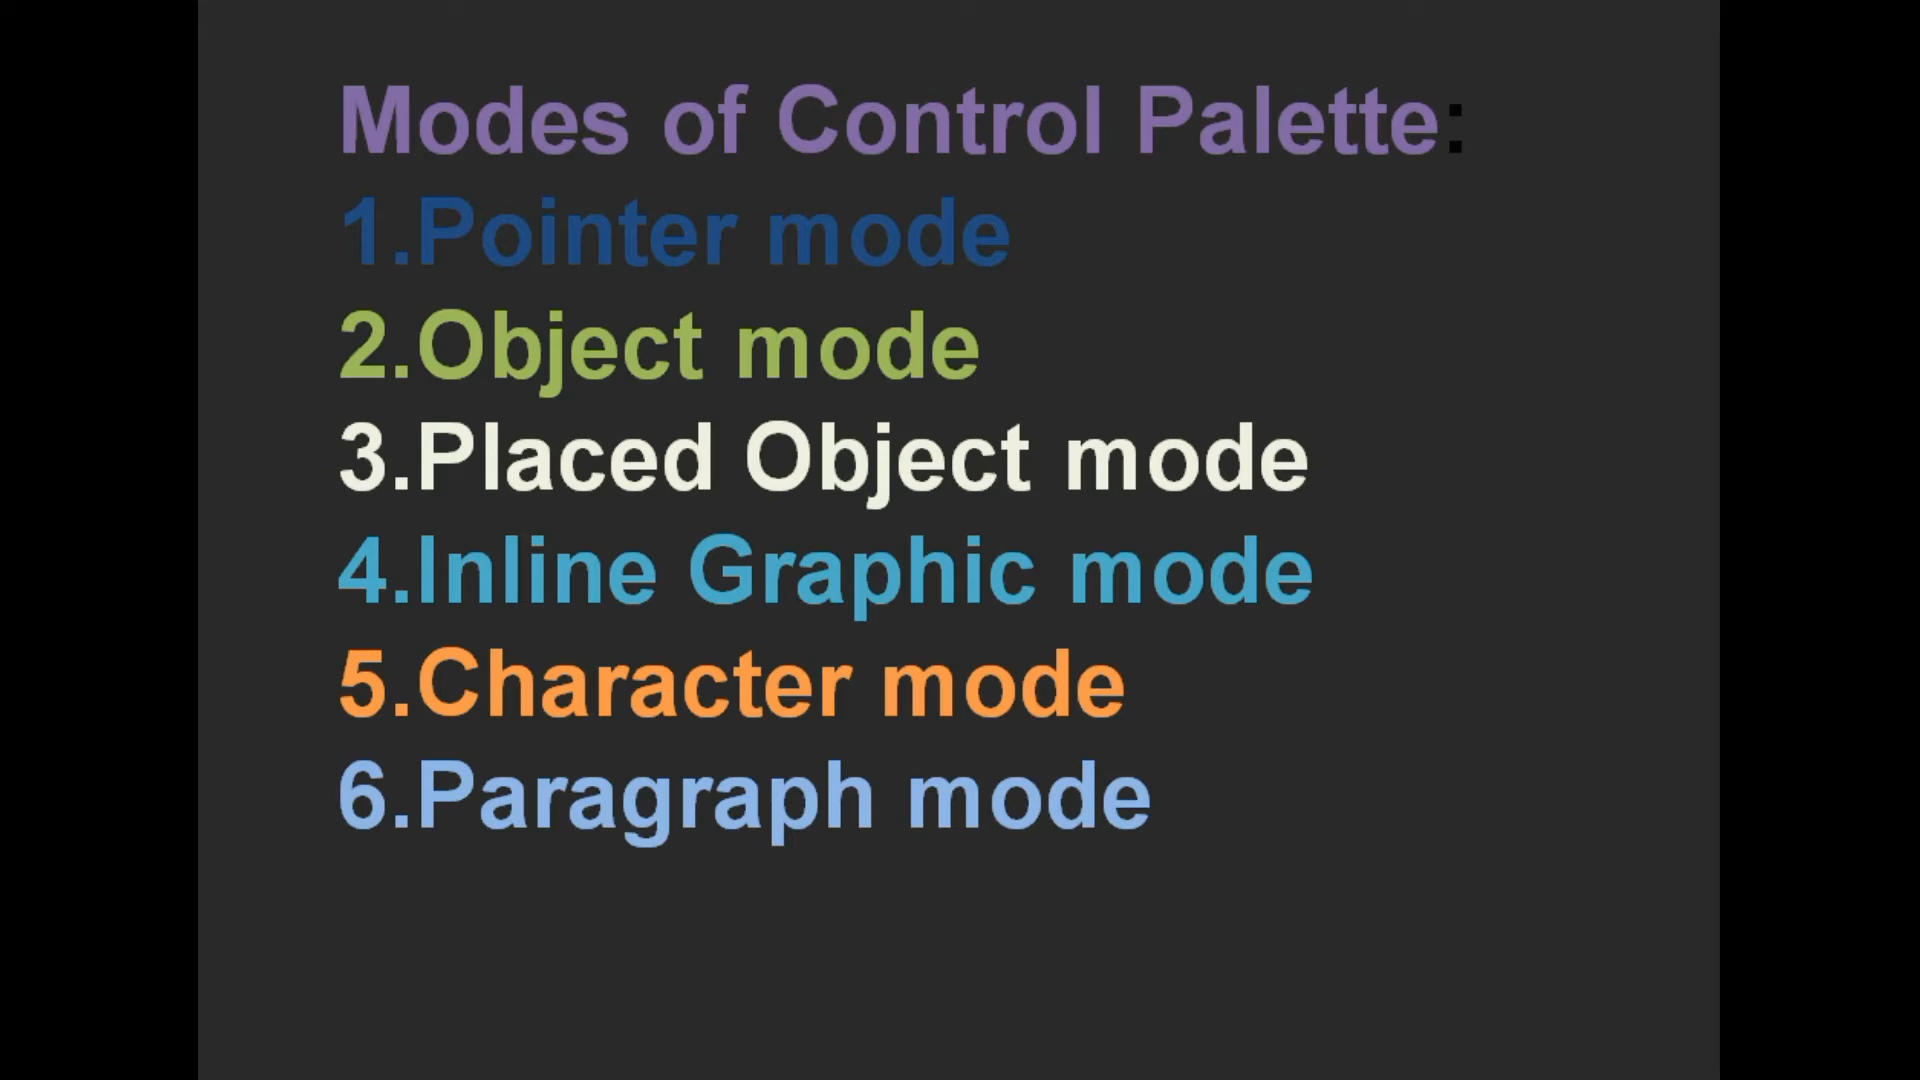 Modes of Control Palette:
1.Pointer mode
2.Object mode
3.Placed Object mode
4.Inline Graphic mode
5.Character mode
6.Paragraph mode